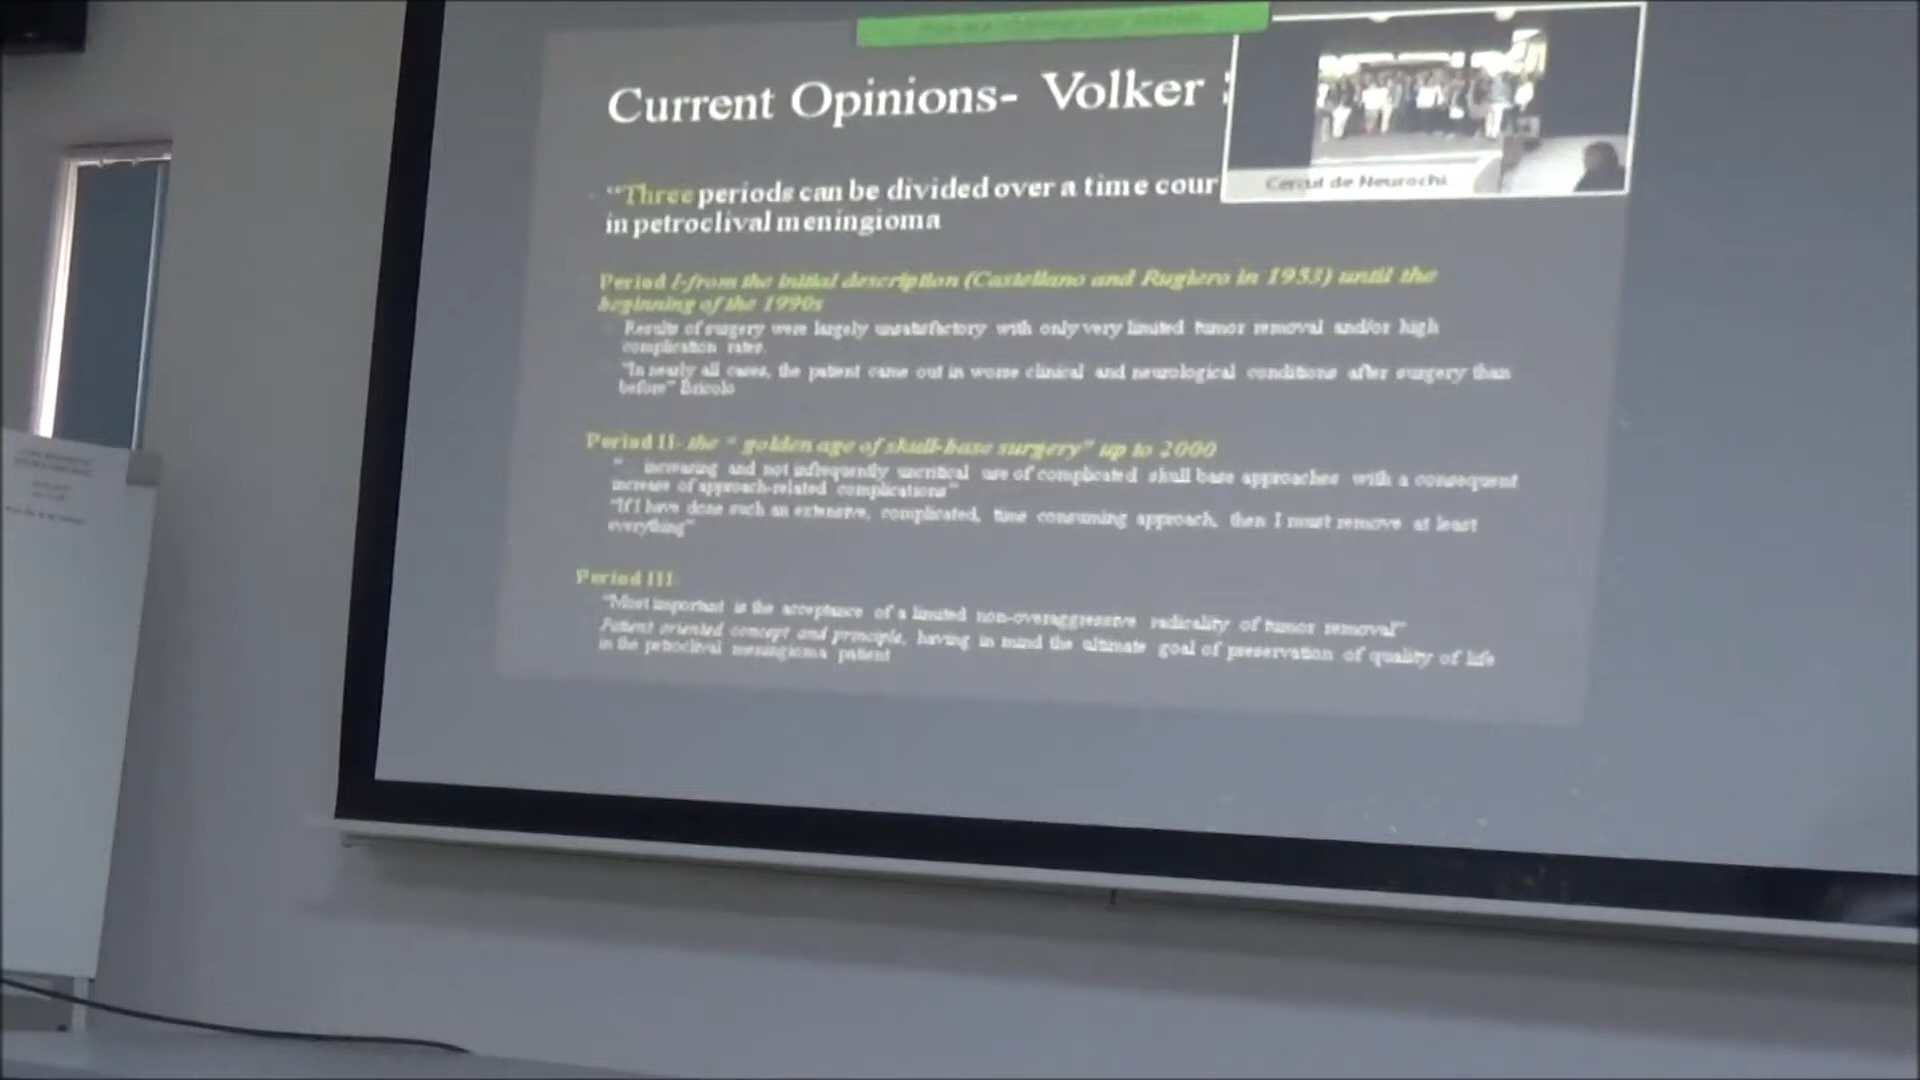 Current Opinions- Volker
Cercul de Neurochi
"Three periods can be divided over a time cour
in petroclival meningioma
Period I-from the initial description (Castellano and Rugiero in 1953) until the
beginning of the 1990s
Results of surgery were largely unsatisfactory with only very limited tumor removal and/or high
complication rates.
"In nearly all cases, the patient came out in worse clinical and neurological conditions after surgery than
before" Bricolo
Period II- the " golden age of skull-base surgery" up to 2000
" increasing and not infrequently uncritical use of complicated skull base approaches with a consequent
increase of approach-related complications"
"If I have done such an extensive, complicated, time consuming approach, then I must remove at least
everything"
Period III-
"Most important is the acceptance of a limited non-overaggressive radicality of tumor removal"
Patient oriented concept and principle, having in mind the ultimate goal of preservation of quality of life
in the petroclival meningioma patient